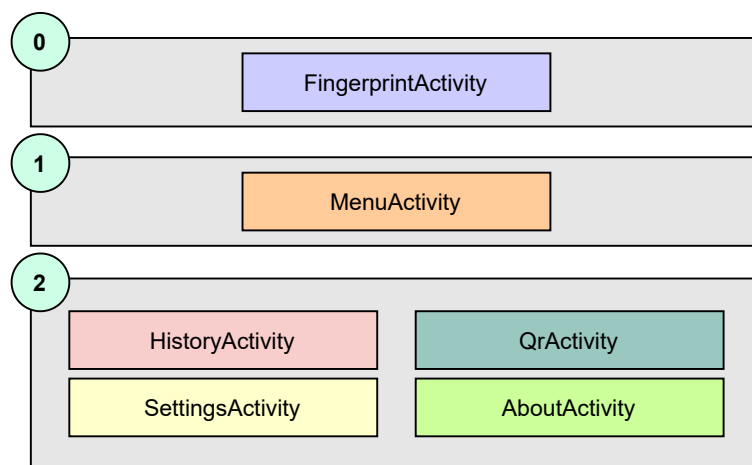 0
FingerprintActivity
1
MenuActivity
2
HistoryActivity
QrActivity
SettingsActivity
AboutActivity